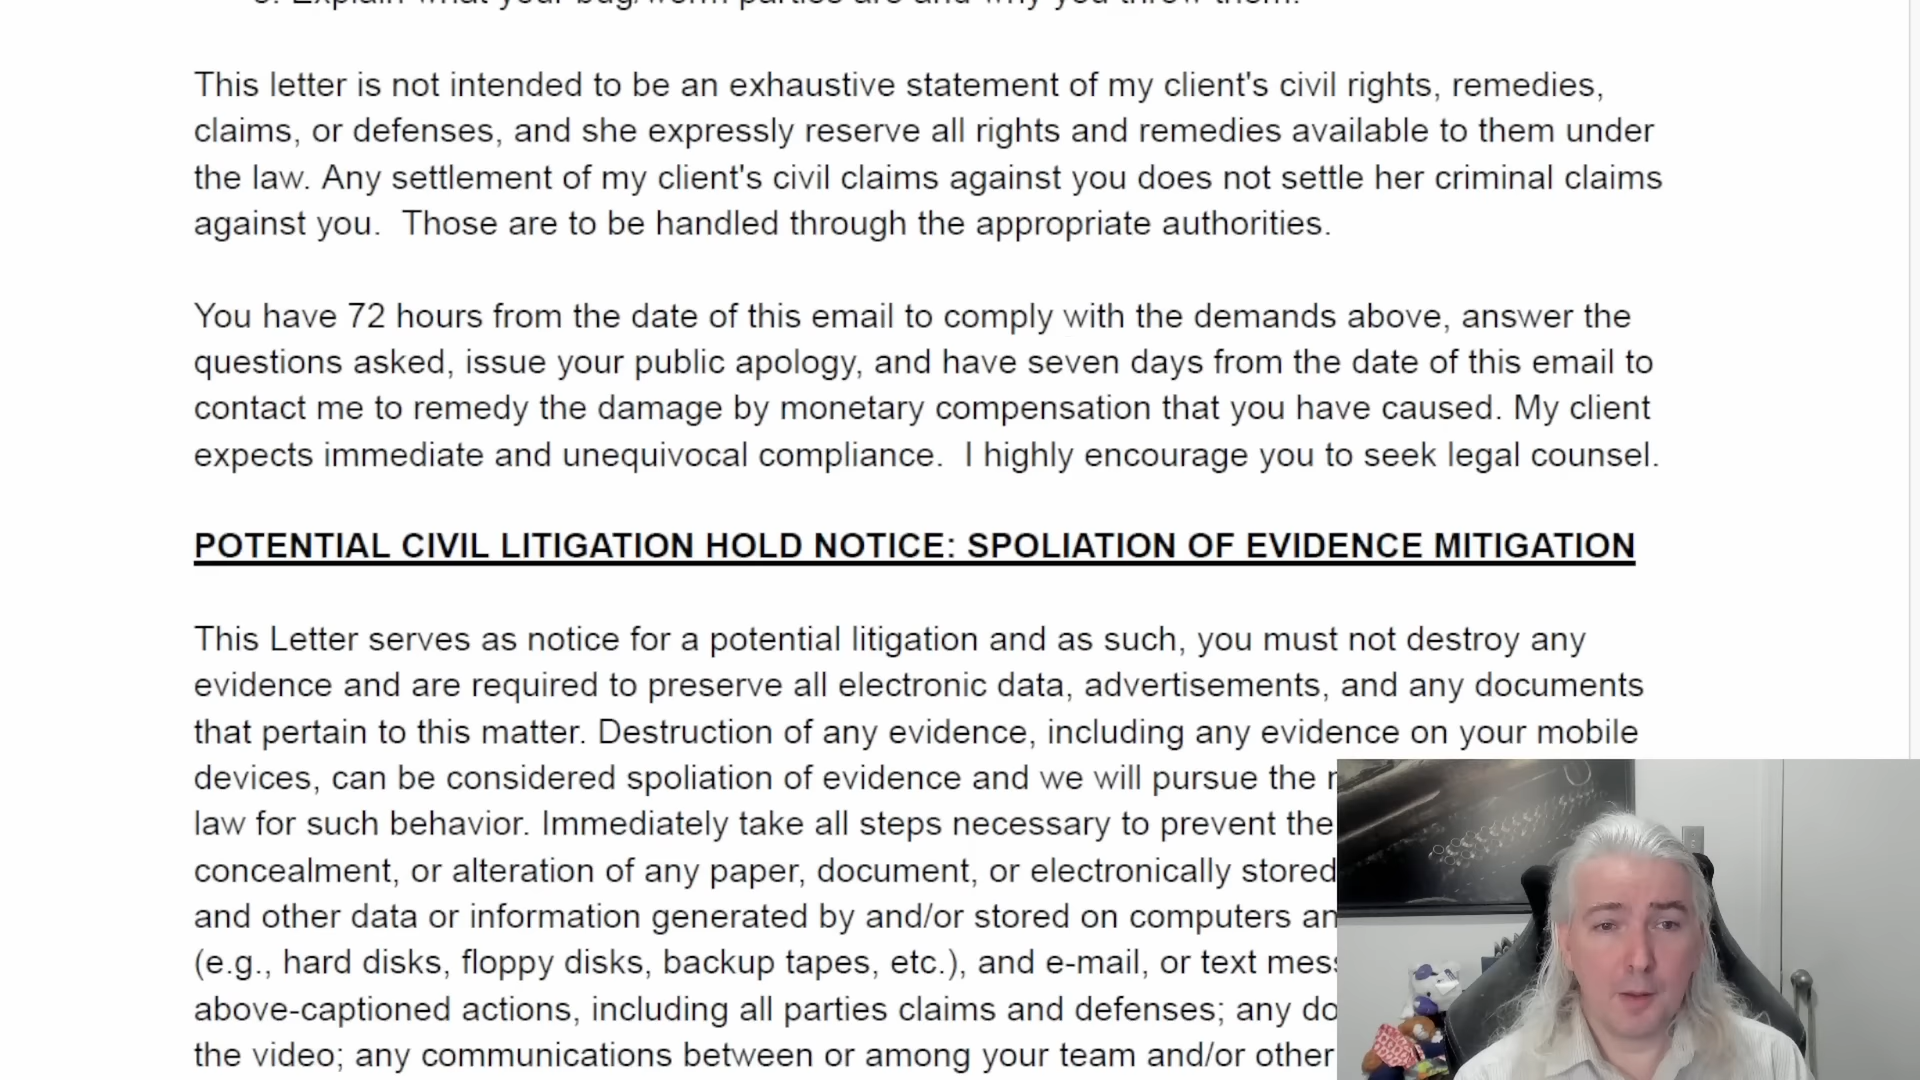 This letter is not intended to be an exhaustive statement of my client's civil rights, remedies,
claims, or defenses, and she expressly reserve all rights and remedies available to them under
the law. Any settlement of my client's civil claims against you does not settle her criminal claims
against you.  Those are to be handled through the appropriate authorities.
You have 72 hours from the date of this email to comply with the demands above, answer the
questions asked, issue your public apology, and have seven days from the date of this email to
contact me to remedy the damage by monetary compensation that you have caused. My client
expects immediate and unequivocal compliance.  I highly encourage you to seek legal counsel.
POTENTIAL CIVIL LITIGATION HOLD NOTICE: SPOLIATION OF EVIDENCE MITIGATION
This Letter serves as notice for a potential litigation and as such, you must not destroy any
evidence and are required to preserve all electronic data, advertisements, and any documents
that pertain to this matter. Destruction of any evidence, including any evidence on your mobile
devices, can be considered spoliation of evidence and we will pursue the
law for such behavior. Immediately take all steps necessary to prevent the
concealment, or alteration of any paper, document, or electronically stored
and other data or information generated by and/or stored on computers
(e.g., hard disks, floppy disks, backup tapes, etc.), and e-mail, or text
above-captioned actions, including all parties claims and defenses; any
the video; any communications between or among your team and/or other